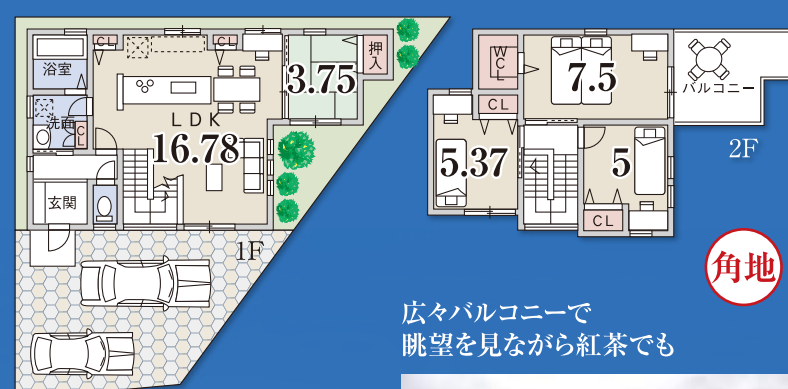 CL
CL
浴室
押入
3.75
洗面
CL
LDK
16.78
玄関
1F
WCL
7.5
バルコニー
CL
5.37
5
CL
2F
角地
広々バルコニーで
眺望を見ながら紅茶でも